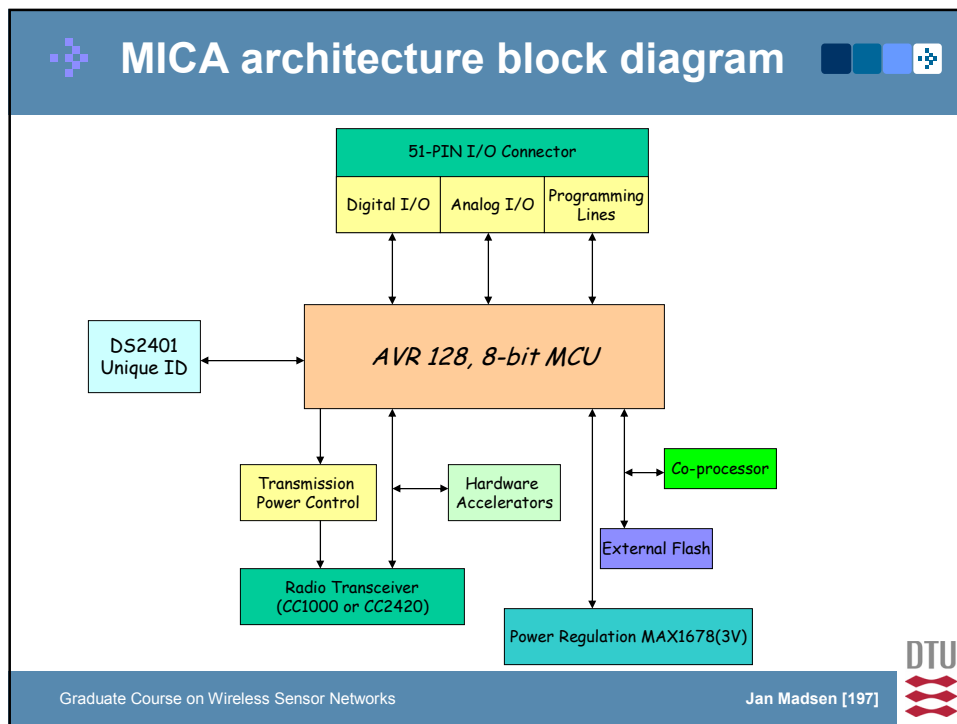 MICA architecture block diagram
51-PIN I/O Connector
Digital I/O
Analog I/O
Programming
Lines
DS2401
Unique ID
AVR 128, 8-bit MCU
Transmission
Power Control
Hardware
Accelerators
Co-processor
External Flash
Radio Transceiver
(CC1000 or CC2420)
Power Regulation MAX1678(3V)
Graduate Course on Wireless Sensor Networks
Jan Madsen [197]
DTU